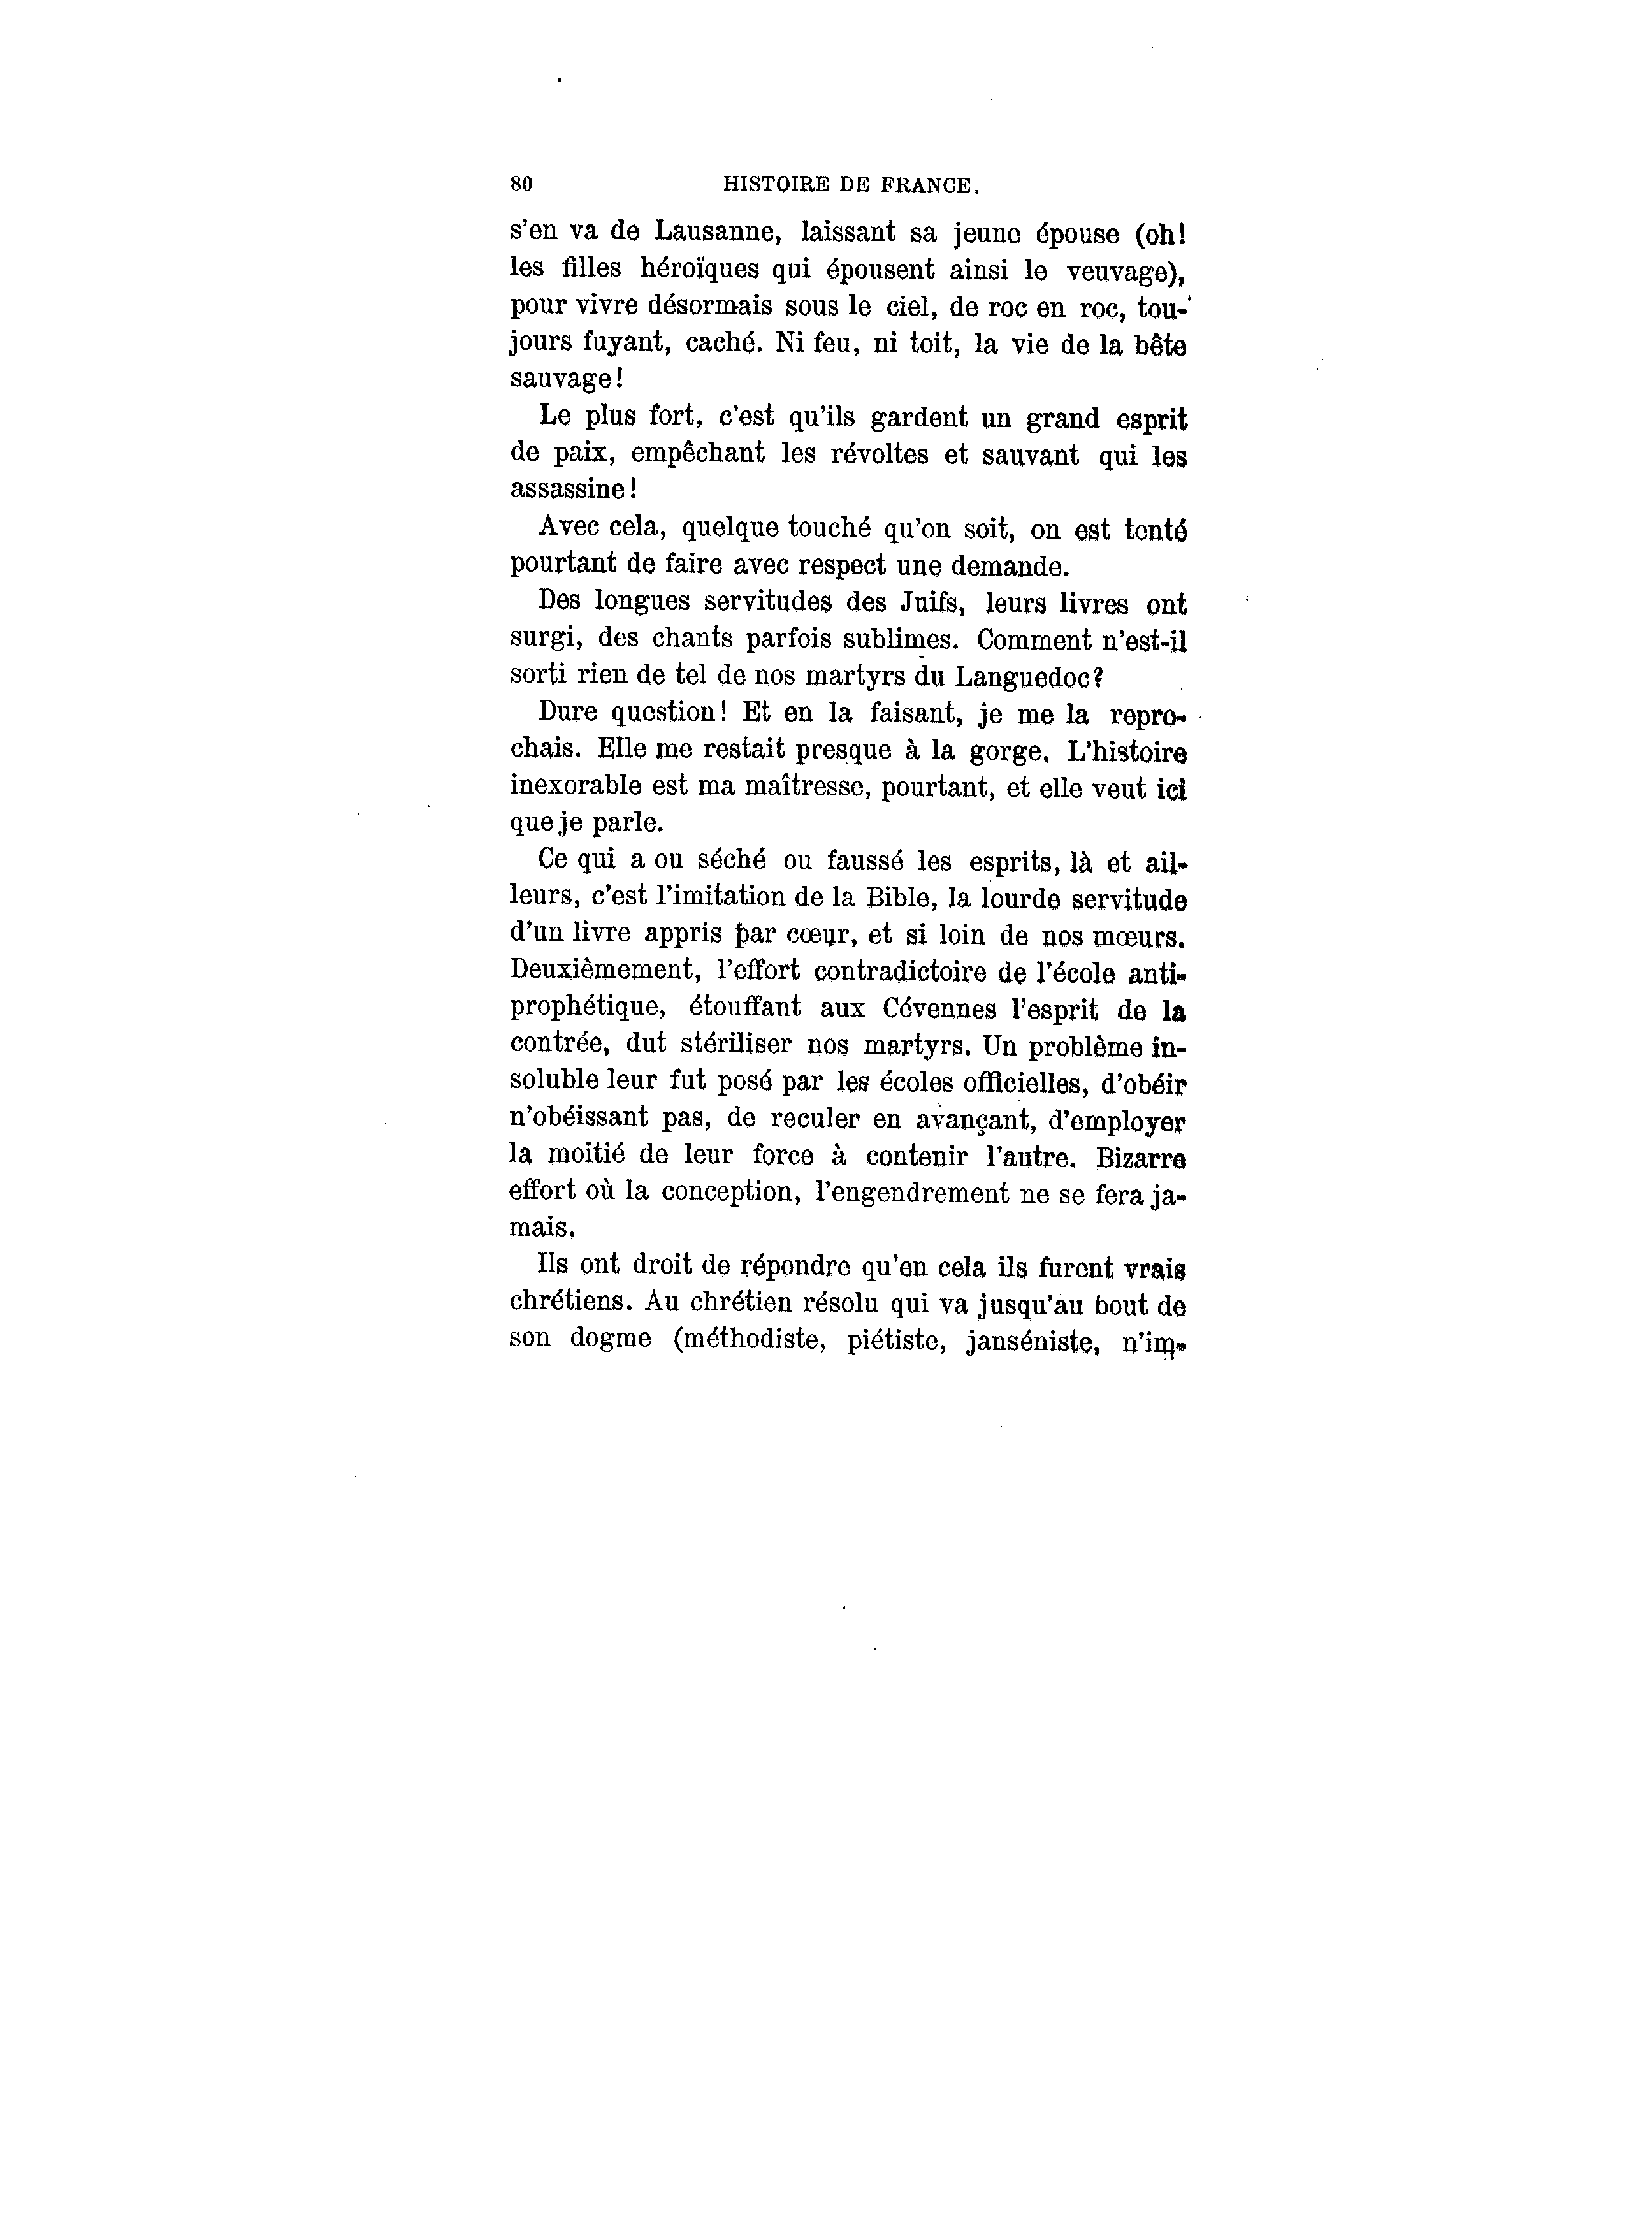 80 HISTOIRE DE FRANCE.
s'en va de Lausanne, laissant sa jeune épouse (oh!
les filles héroïques qui épousent ainsi le veuvage),
pour vivre désormais sous le ciel, de roc en roc, tou-
jours fuyant, caché. Ni feu, ni toit, la vie de la bête
sauvage!
Le plus fort, c'est qu'ils gardent un grand esprit
de paix, empêchant les révoltes et sauvant qui les
assassine!
Avec cela, quelque touché qu'on soit, on est tenté
pourtant de faire avec respect une demande.
Des longues servitudes des Juifs, leurs livres ont
surgi, des chants parfois sublimes. Comment n'est-il
sorti rien de tel de nos martyrs du Languedoc?
Dure question! Et en la faisant, je me la repro-
chais. Elle me restait presque à la gorge. L'histoire
inexorable est ma maîtresse, pourtant, et elle veut ici
que je parle.
Ce qui a ou séché ou faussé les esprits, là et ail-
leurs, c'est l'imitation de la Bible, la lourde servitude
d'un livre appris par cœur, et si loin de nos mœurs.
Deuxièmement, l'effort contradictoire de l'école anti-
prophétique, étouffant aux Cévennes l'esprit de la
contrée, dut stériliser nos martyrs. Un problème in-
soluble leur fut posé par les écoles officielles, d'obéir
n'obéissant pas, de reculer en avançant, d'employer
la moitié de leur force à contenir l'autre. Bizarre
effort où la conception, l'engendrement ne se fera ja-
mais.
Ils ont droit de répondre qu'en cela ils furent vrais
chrétiens. Au chrétien résolu qui va jusqu'au bout de
son dogme (méthodiste, piétiste, janséniste, n'im-